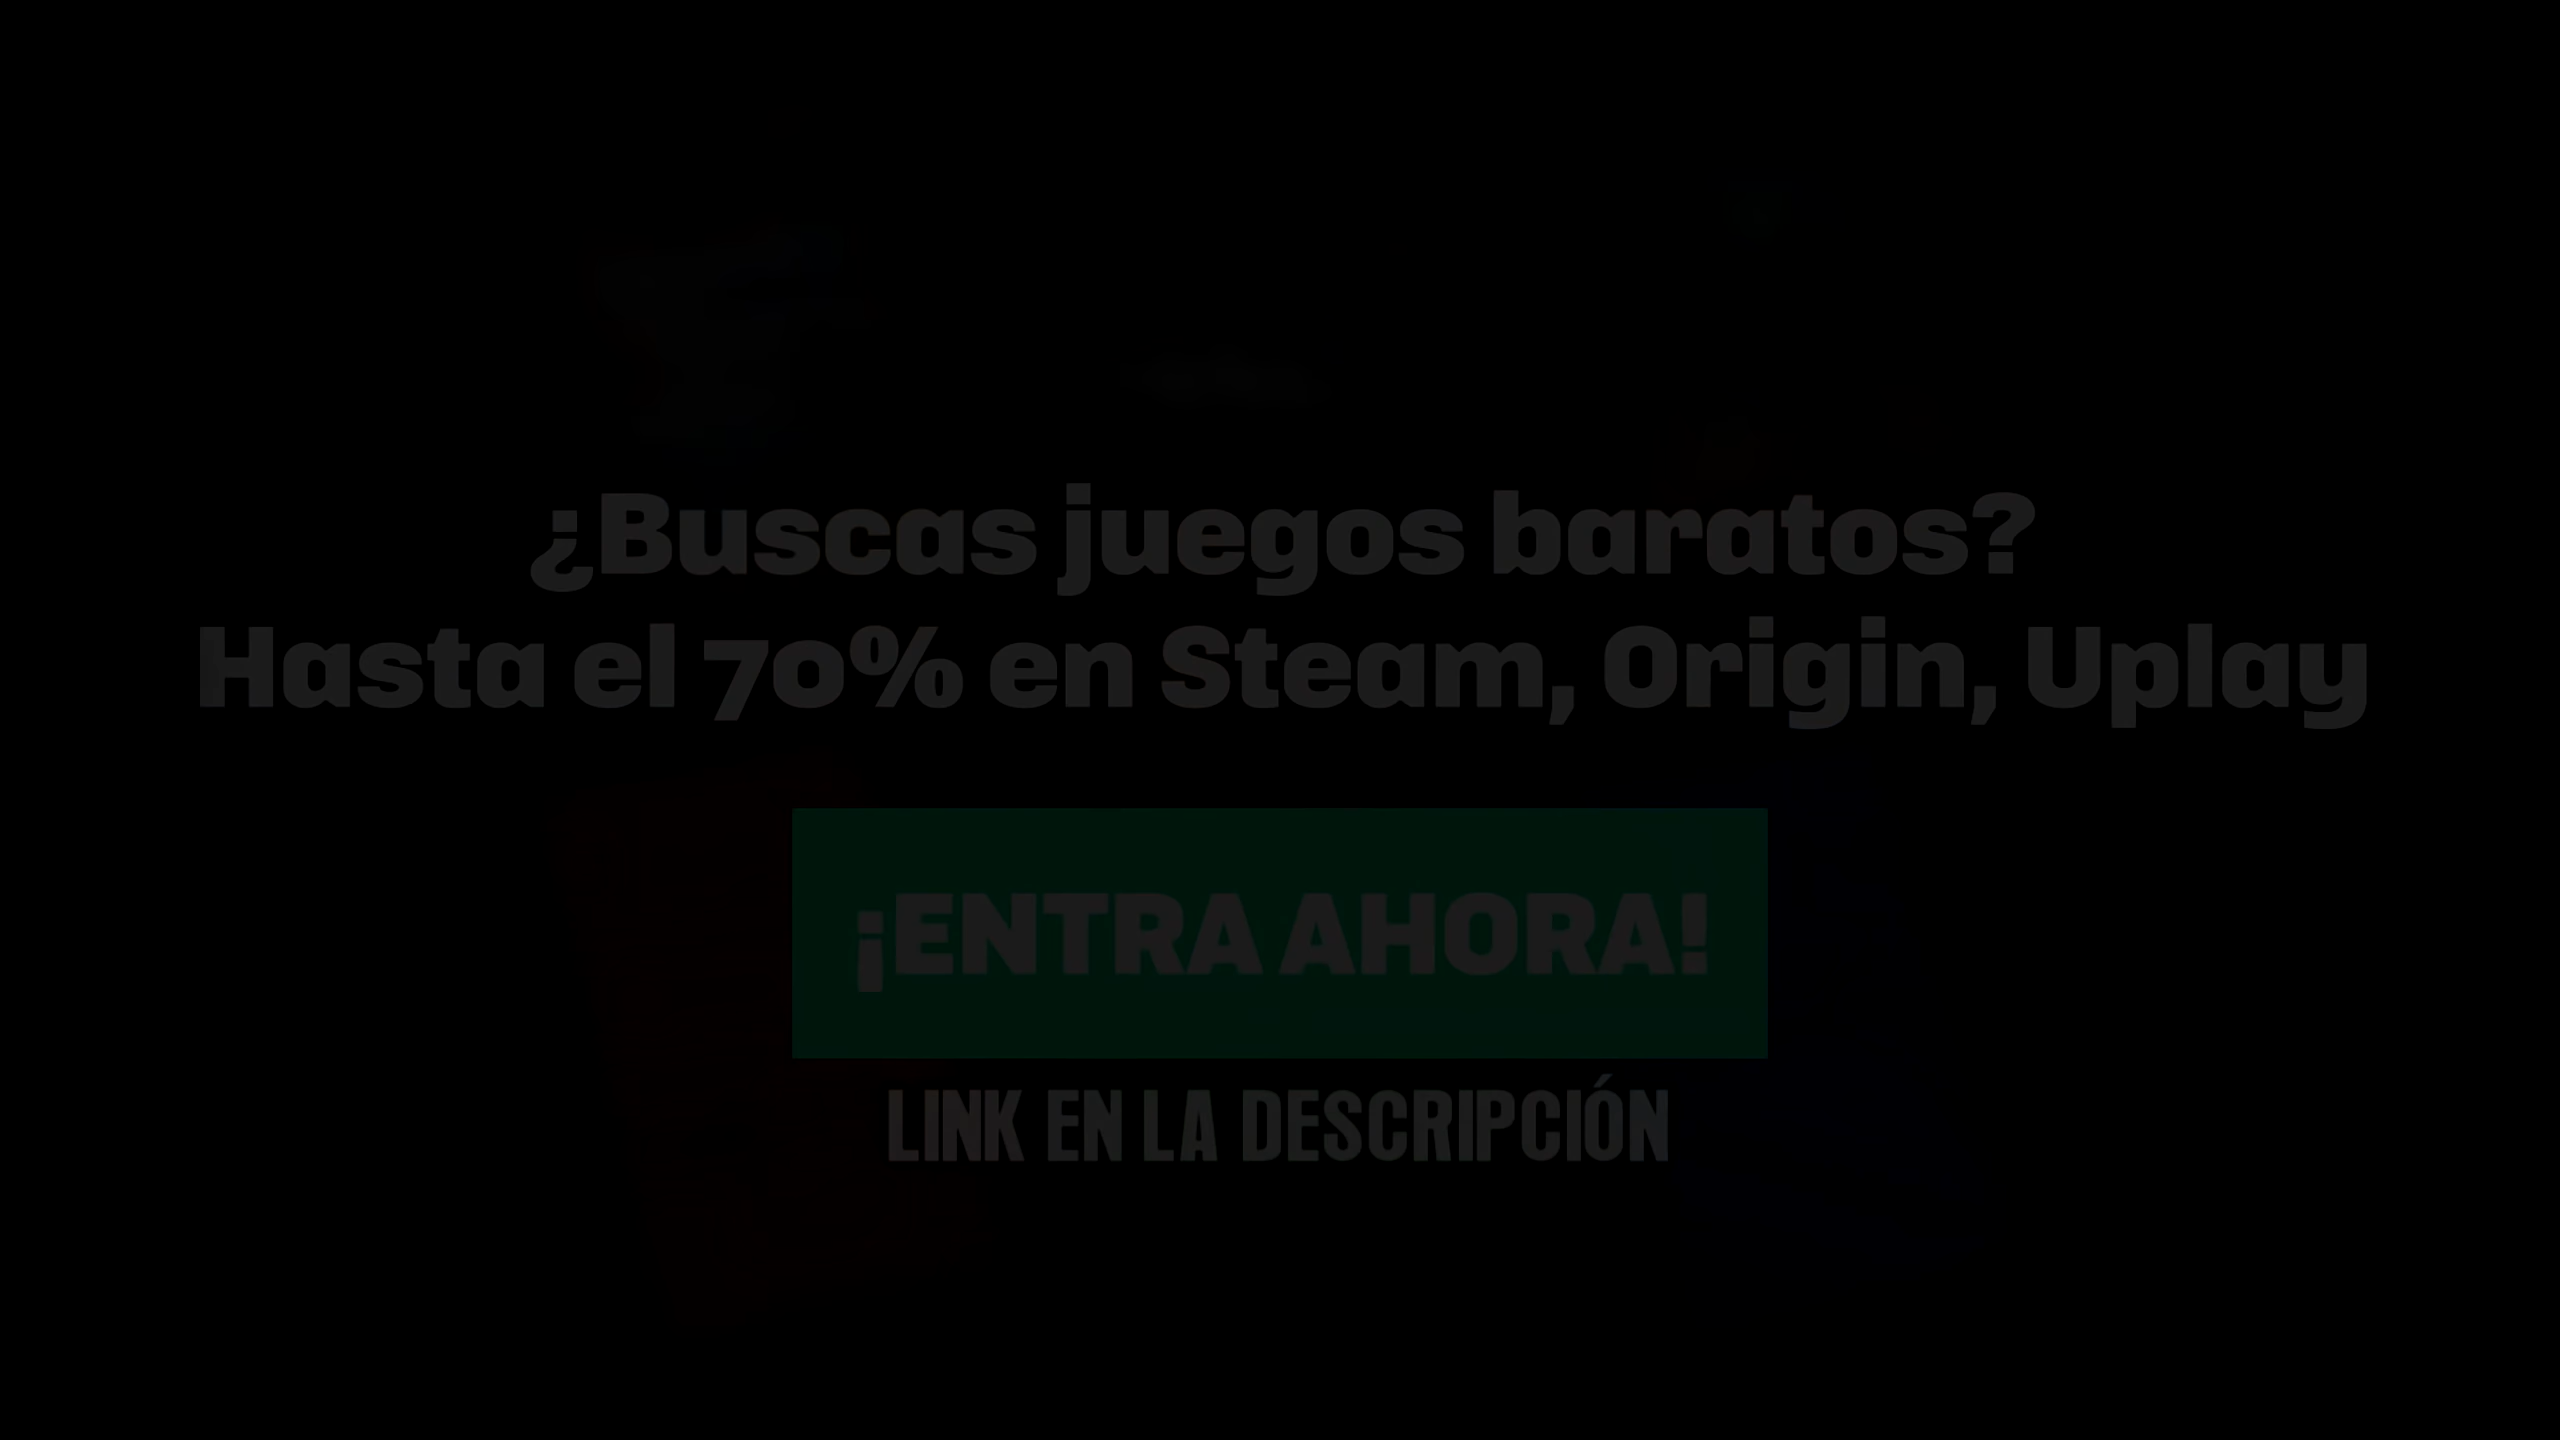 ¿Buscas juegos baratos?
Hasta el 70% en Steam, Origin, Uplay
¡ENTRA AHORA!
LINK EN LA DESCRIPCIÓN